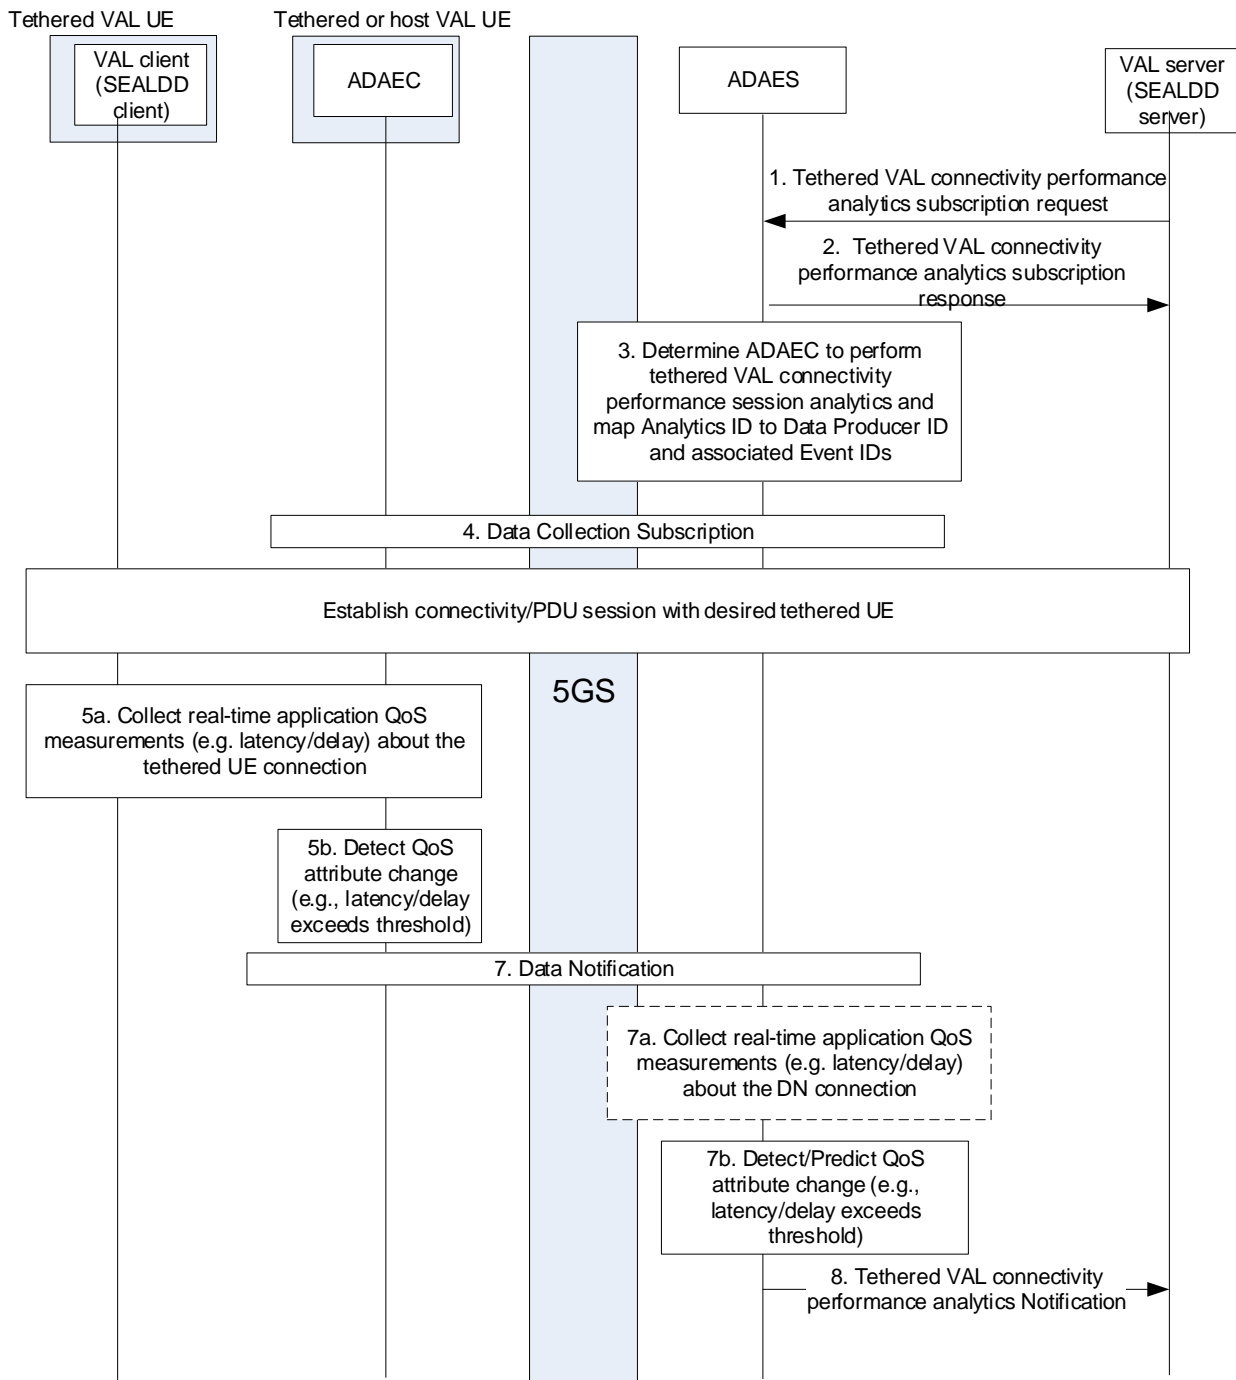 Tethered VAL UE
Tethered or host VAL UE
VAL client
(SEALDD
client)
ADAEC
ADAES
VAL server
(SEALDD
server)
1. Tethered VAL connectivity performance
analytics subscription request
2. Tethered VAL connectivity
performance analytics subscription
response
3. Determine ADAEC to perform
tethered VAL connectivity
performance session analytics and
map Analytics ID to Data Producer ID
and associated Event IDs
4. Data Collection Subscription
Establish connectivity/PDU session with desired tethered UE
5GS
5a. Collect real-time application QoS
measurements (e.g. latency/delay) about the
tethered UE connection
5b. Detect QoS
attribute change
(e.g., latency/delay
exceeds threshold)
7. Data Notification
7a. Collect real-time application QoS
measurements (e.g. latency/delay)
about the DN connection
7b. Detect/Predict QoS
attribute change (e.g.,
latency/delay exceeds
threshold)
8. Tethered VAL connectivity
performance analytics Notification